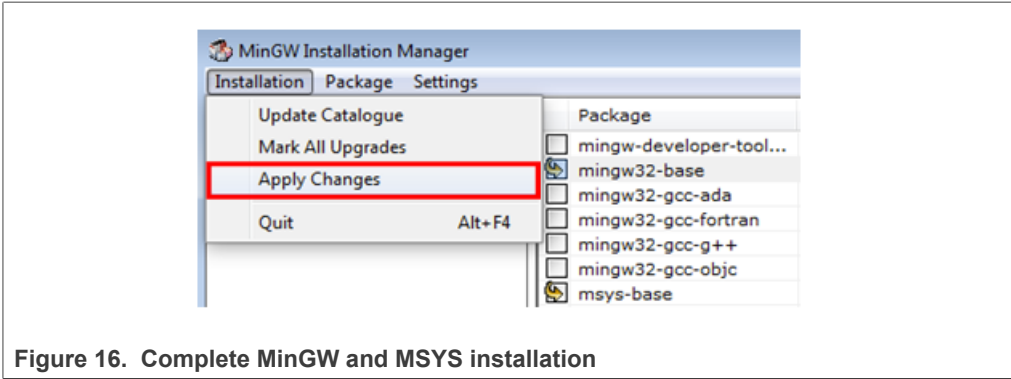 MinGW Installation Manager
Installation Package Settings
Update Catalogue
Mark All Upgrades
Apply Changes
Quit Alt+F4
Package
mingw-developer-tool...
mingw32-base
mingw32-gcc-ada
mingw32-gcc-fortran
mingw32-gcc-g++
mingw32-gcc-objc
msys-base
Figure 16. Complete MinGW and MSYS installation